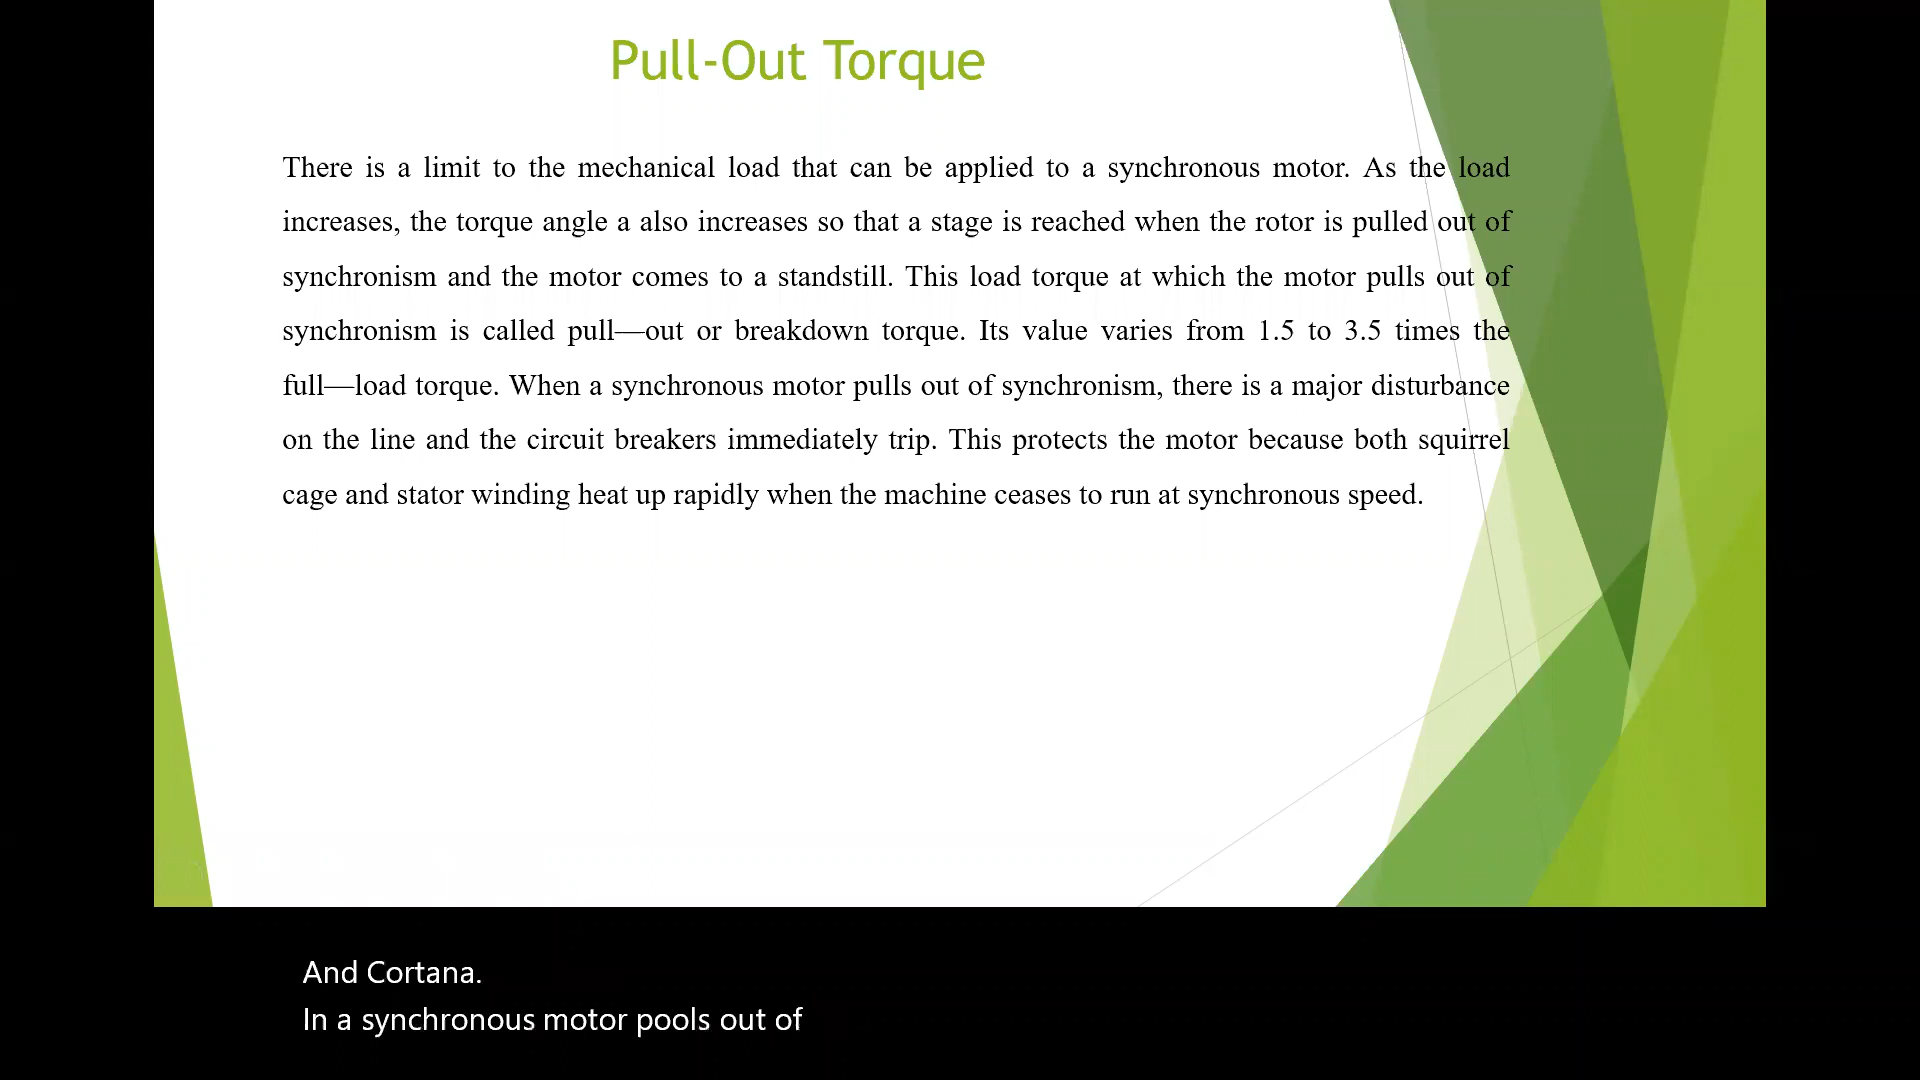 Pull-Out Torque
There is a limit to the mechanical load that can be applied to a synchronous motor. As the load
increases, the torque angle a also increases so that a stage is reached when the rotor is pulled out of
synchronism and the motor comes to a standstill. This load torque at which the motor pulls out of
synchronism is called pull—out or breakdown torque. Its value varies from 1.5 to 3.5 times the
full—load torque. When a synchronous motor pulls out of synchronism, there is a major disturbance
on the line and the circuit breakers immediately trip. This protects the motor because both squirrel
cage and stator winding heat up rapidly when the machine ceases to run at synchronous speed.
And Cortana.
In a synchronous motor pools out of